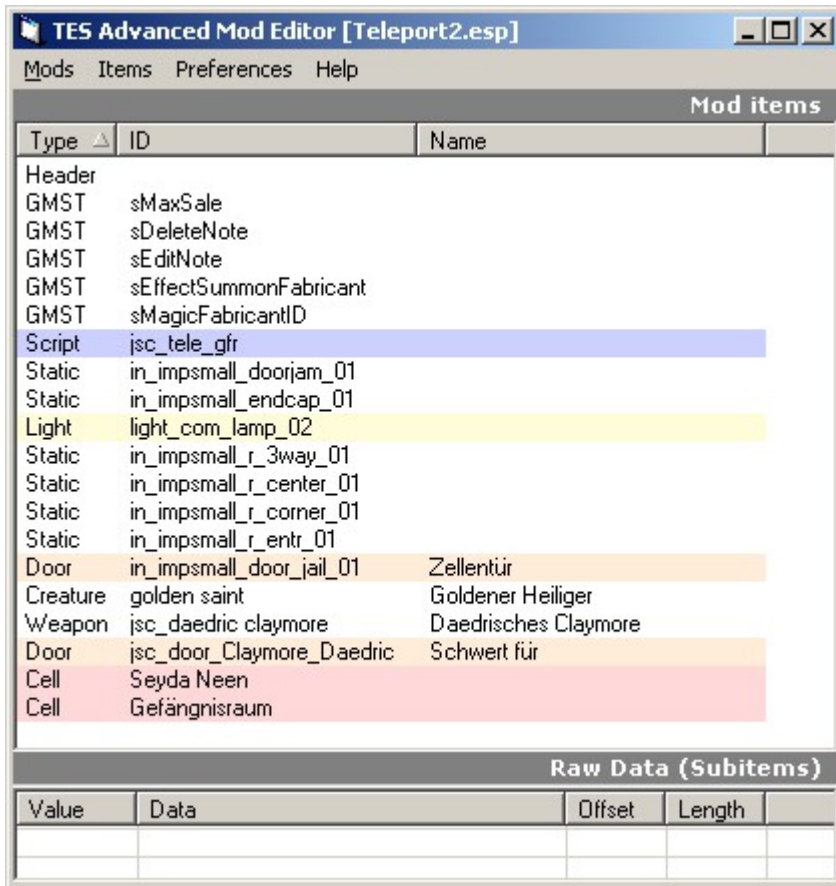 TES Advanced Mod Editor [Teleport2.esp]
Mods Items Preferences Help
Mod items
Type ID Name
Header
GMST sMaxSale
GMST sDeleteNote
GMST sEditNote
GMST sEffectSummonFabricant
GMST sMagicFabricantID
Script jsc_tele_gfr
Static in_impsmall_doorjam_01
Static in_impsmall_endcap_01
Light light_com_lamp_02
Static in_impsmall_r_3way_01
Static in_impsmall_r_center_01
Static in_impsmall_r_corner_01
Static in_impsmall_r_entr_01
Door in_impsmall_door_jail_01 Zellentür
Creature golden saint Goldener Heiliger
Weapon jsc_daedric claymore Daedrisches Claymore
Door jsc_door_Claymore_Daedric Schwert für
Cell Seyda Neen
Cell Gefängnisraum
Raw Data (Subitems)
Value Data Offset Length